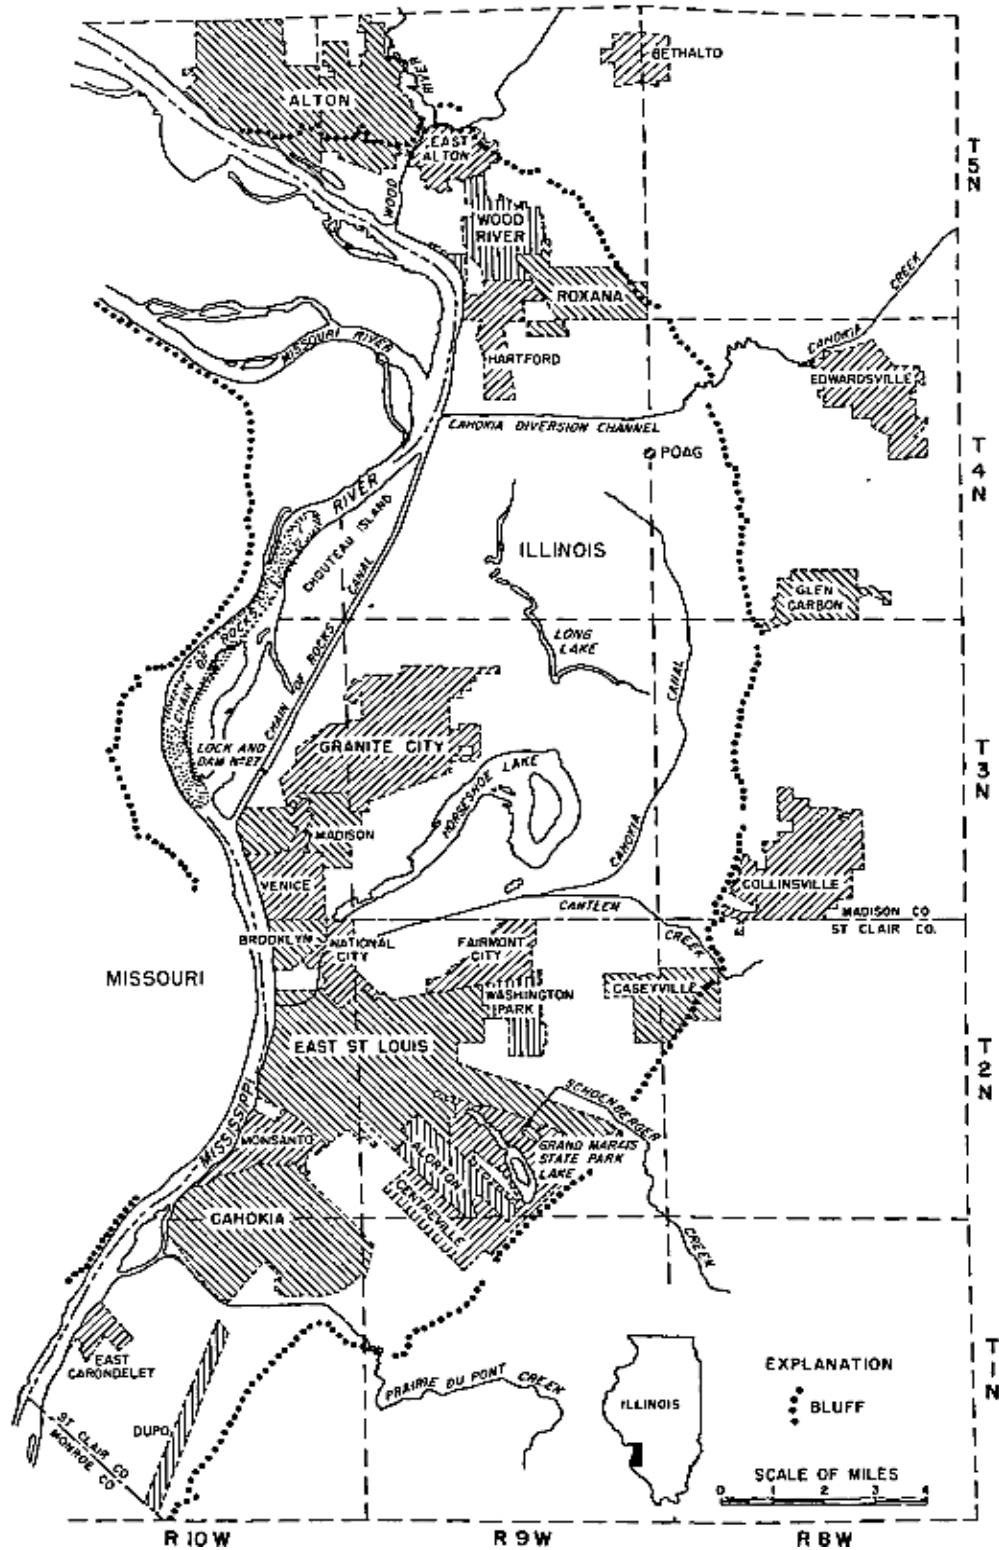 BETHALTO
RIVER
ALTON
EAST
ALTON
WOOD
T
5
N
WOOD
RIVER
CREEK
ROXANA
MISSOURI RIVER
HARTFORD
CAHOKIA
EDWARDSVILLE
CAHOKIA DIVERSION CHANNEL
POAG
T
4
N
RIVER
CHOUTEAU ISLAND
ILLINOIS
CANAL
GLEN
CARBON
CHAIN OF ROCKS
LONG
LAKE
CANAL
CHAIN OF ROCKS
LOCK AND
DAM Nº27
GRANITE CITY
HORSESHOE LAKE
T
3
N
MADISON
CAHOKIA
VENICE
COLLINSVILLE
CANTEEN
MADISON CO
ST CLAIR CO.
BROOKLYN
NATIONAL
CITY
FAIRMONT
CITY
CREEK
MISSOURI
WASHINGTON
PARK
CASEYVILLE
EAST ST LOUIS
T
2
N
SCHOENBERGER
MISSISSIPPI
MONSANTO
ALORTON
GRAND MARAIS
STATE PARK
LAKE
CENTREVILLE
CAHOKIA
CREEK
EAST
CARONDELET
T
1
N
EXPLANATION
PRAIRIE DU PONT CREEK
ILLINOIS
BLUFF
DUPO
ST CLAIR CO
MONROE CO
SCALE OF MILES
0 1 2 3 4
R 10 W
R 9 W
R 8 W